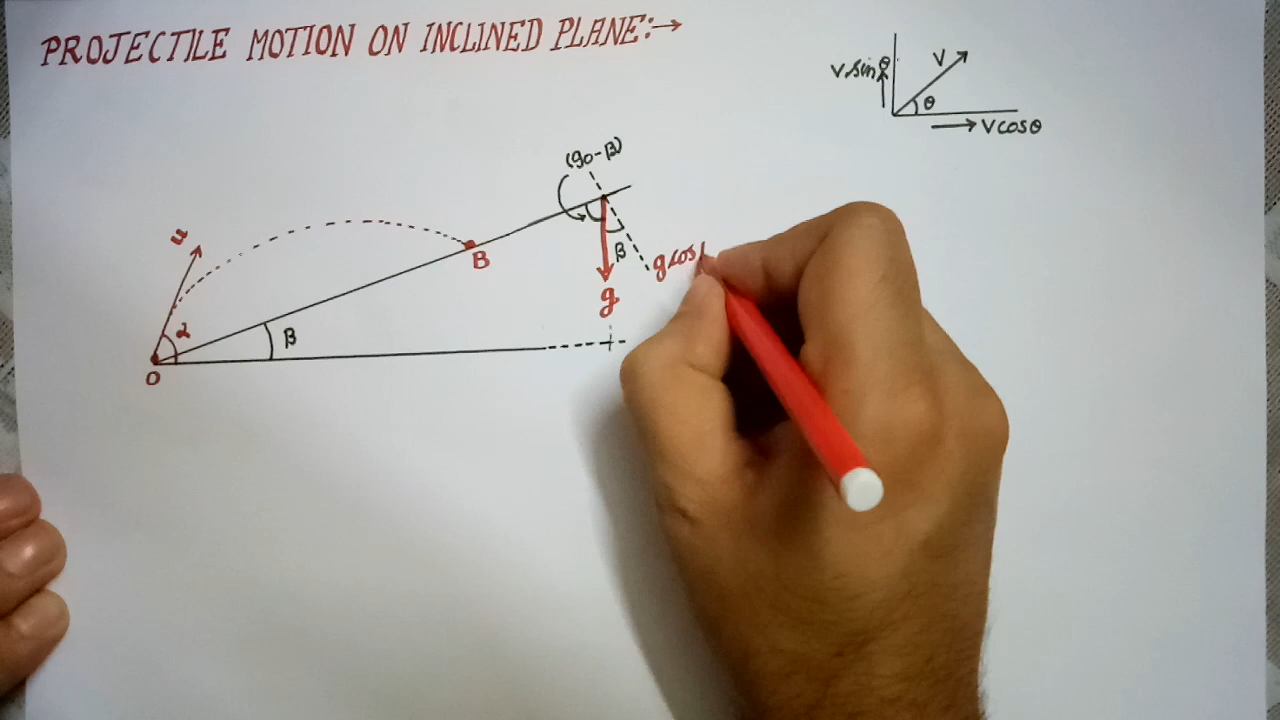 PROJECTILE MOTION ON INCLINED PLANE:→
V sinθ
V
θ
→ V cosθ
(90-β)
u
B
β
g cos
g
α
β
O